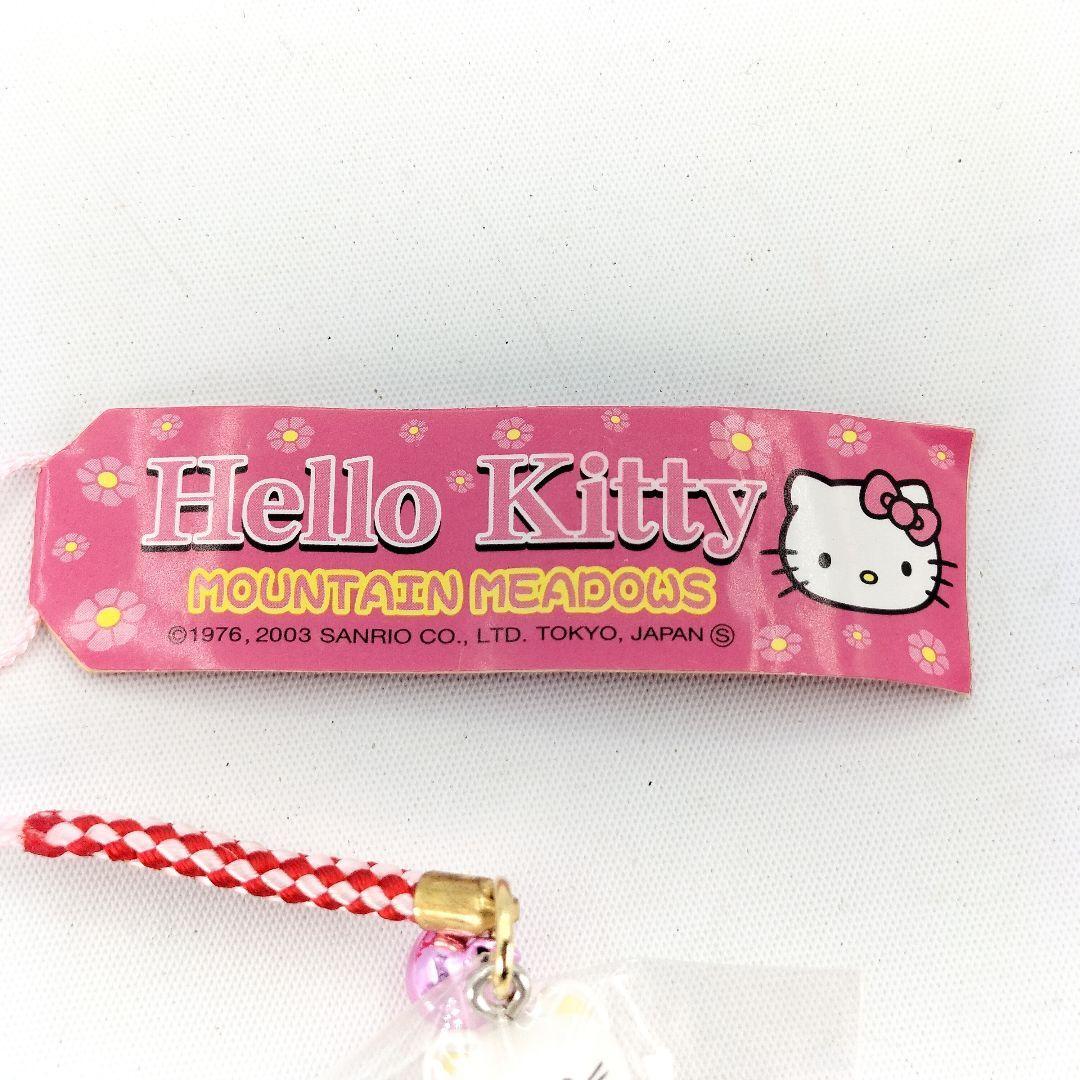 Hello Kitty
MOUNTAIN MEADOWS
©1976, 2003 SANRIO CO., LTD. TOKYO, JAPAN Ⓢ